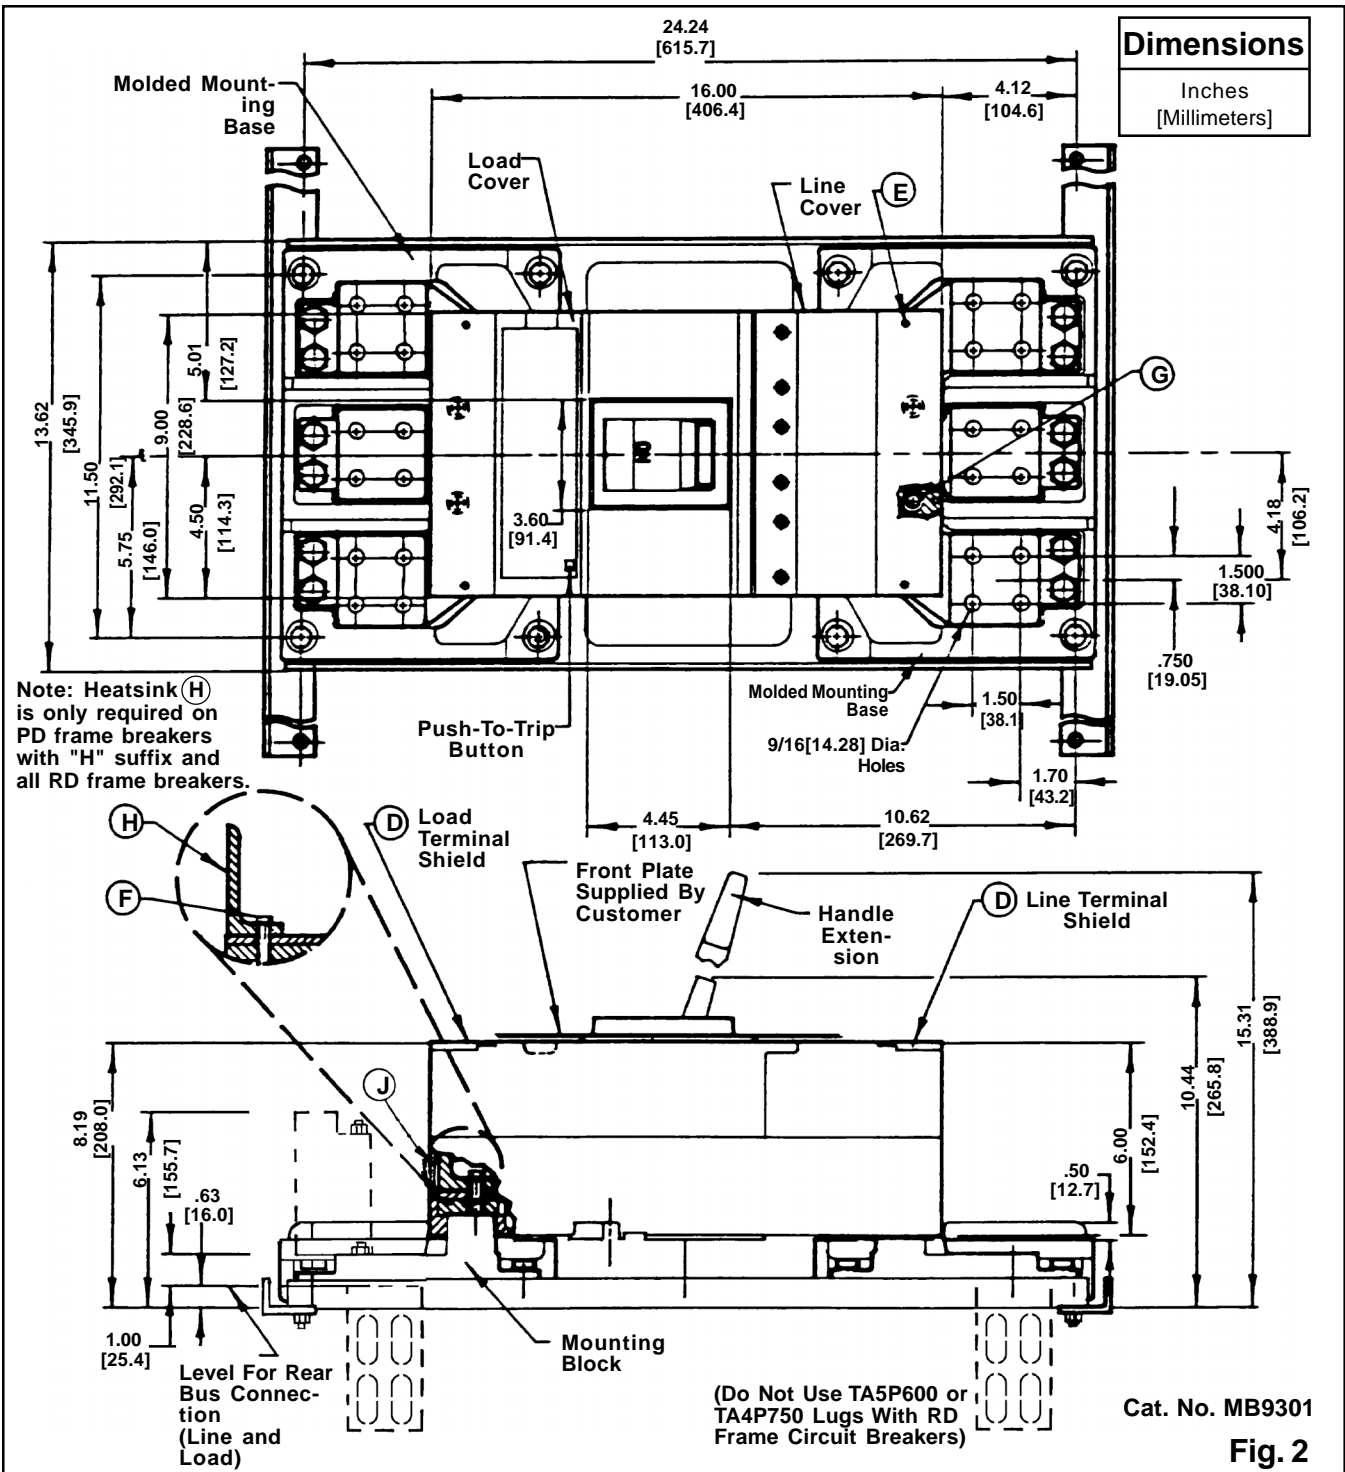 24.24
[615.7]
Dimensions
Inches
[Millimeters]
Molded Mount-
ing
Base
16.00
[406.4]
4.12
[104.6]
Load
Cover
Line
Cover
E
G
13.62
[345.9]
11.50
[292.1]
5.75
[146.0]
9.00
[228.6]
4.50
[114.3]
5.01
[127.2]
ON
3.60
[91.4]
4.18
[106.2]
1.500
[38.10]
.750
[19.05]
Note: Heatsink H
is only required on
PD frame breakers
with "H" suffix and
all RD frame breakers.
Push-To-Trip
Button
Molded Mounting
Base
1.50
[38.1]
9/16[14.28] Dia.
Holes
1.70
[43.2]
4.45
[113.0]
10.62
[269.7]
H
F
D Load
Terminal
Shield
Front Plate
Supplied By
Customer
Handle
Exten-
sion
D Line Terminal
Shield
J
8.19
[208.0]
6.13
[155.7]
.63
[16.0]
1.00
[25.4]
6.00
[152.4]
.50
[12.7]
10.44
[265.8]
15.31
[388.9]
Level For Rear
Bus Connec-
tion
(Line and
Load)
Mounting
Block
(Do Not Use TA5P600 or
TA4P750 Lugs With RD
Frame Circuit Breakers)
Cat. No. MB9301
Fig. 2